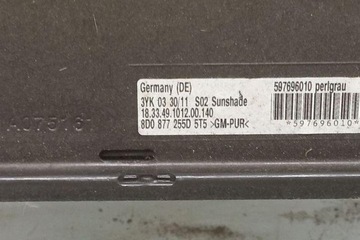 Germany (DE)
3YK 03 30/11 S02 Sunshade
18.33.49.1012.00.140
8D0 877 255D 5T5 >GM-PUR<
597696010 perlgrau
*597696010*